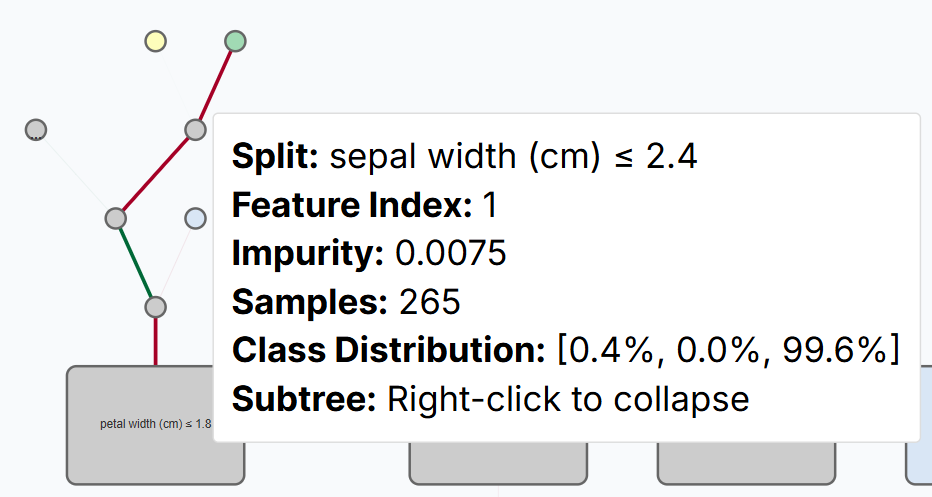 ...
Split: sepal width (cm) ≤ 2.4
Feature Index: 1
Impurity: 0.0075
Samples: 265
Class Distribution: [0.4%, 0.0%, 99.6%]
Subtree: Right-click to collapse
petal width (cm) ≤ 1.8